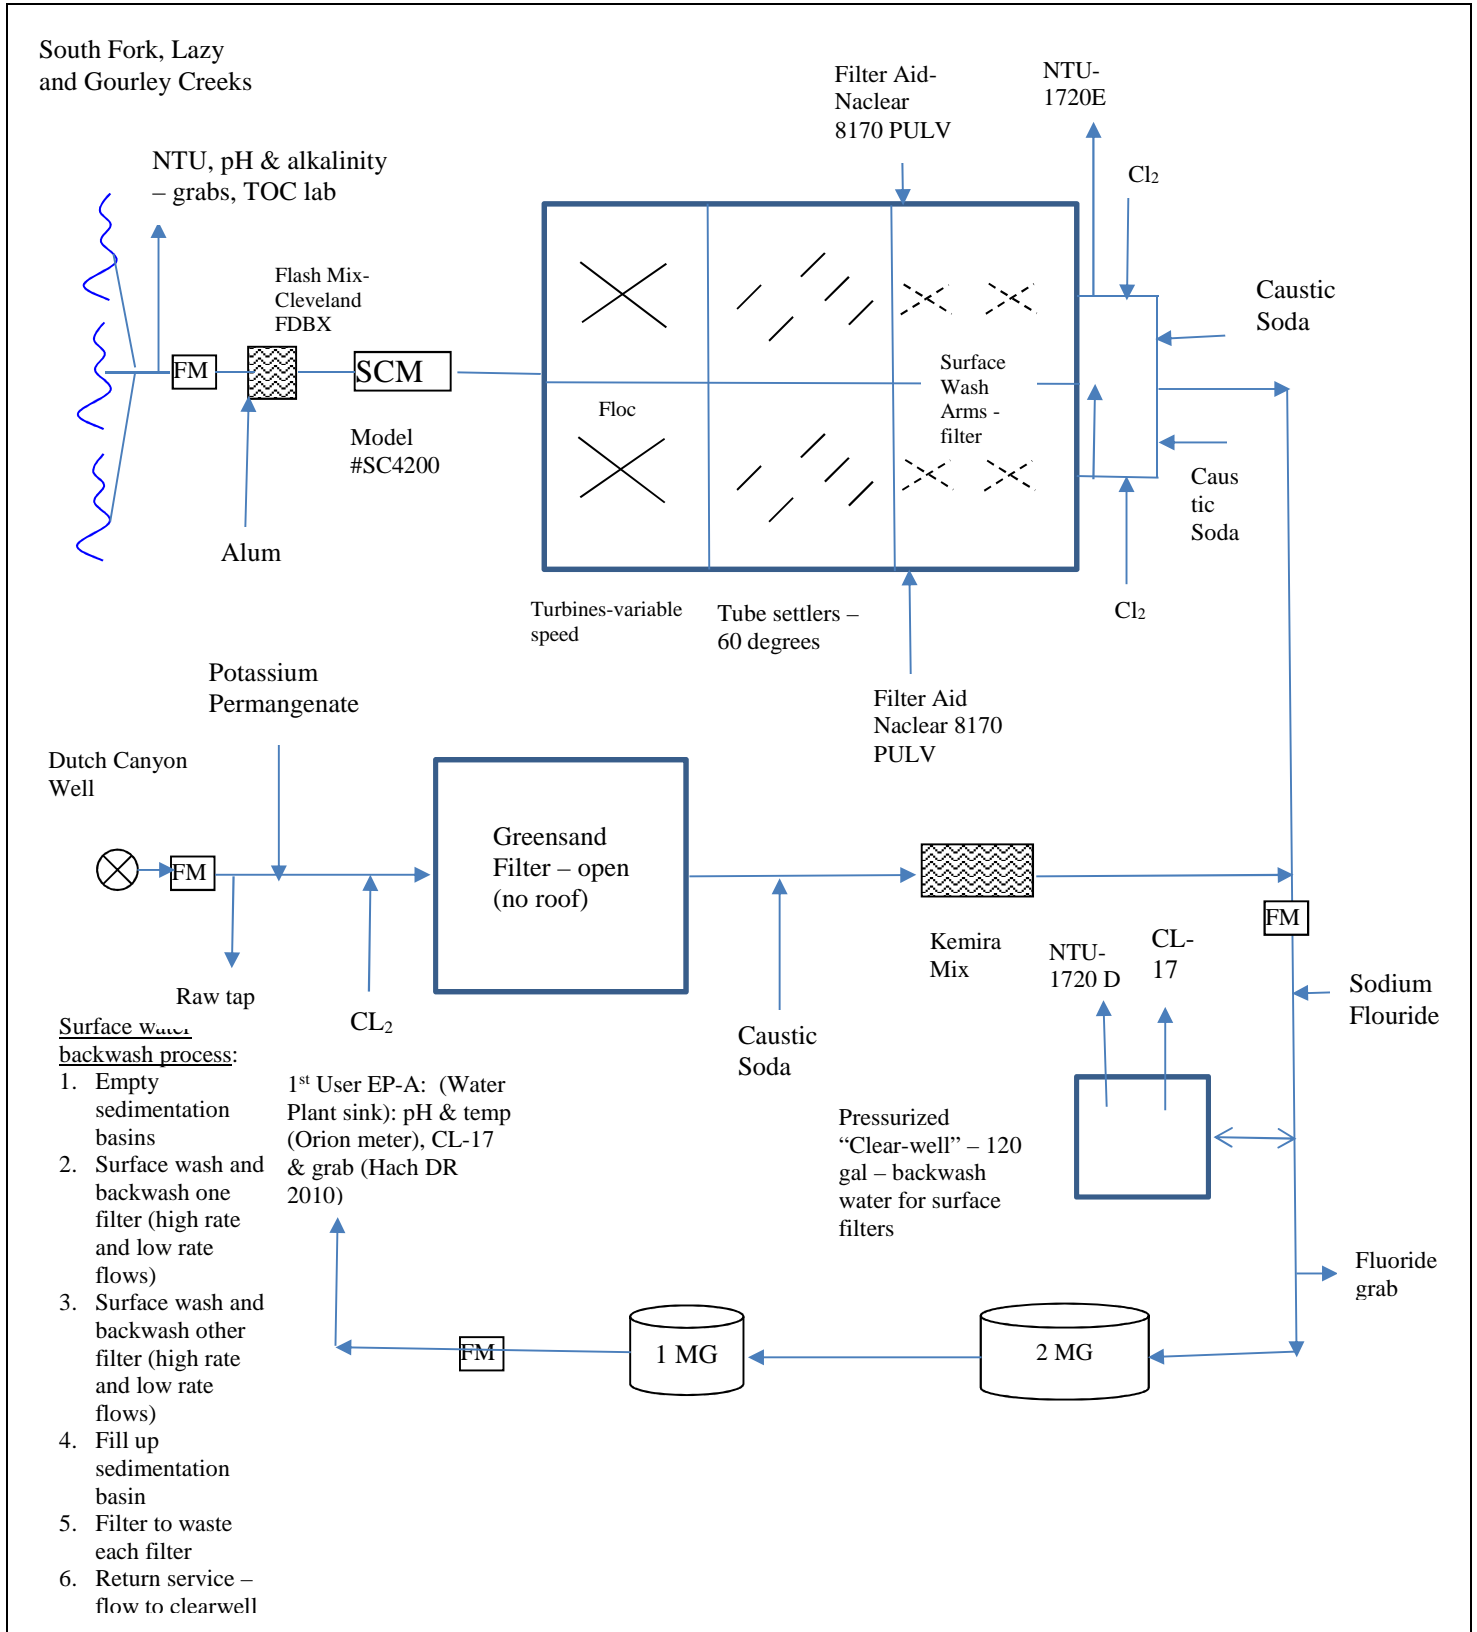 South Fork, Lazy
and Gourley Creeks
NTU, pH & alkalinity
– grabs, TOC lab
Flash Mix-
Cleveland
FDBX
FM
SCM
Model
#SC4200
Alum
Filter Aid-
Naclear
8170 PULV
NTU-
1720E
Cl2
Caustic
Soda
Floc
Surface
Wash
Arms -
filter
Caus
tic
Soda
Cl2
Turbines-variable
speed
Tube settlers –
60 degrees
Filter Aid
Naclear 8170
PULV
Potassium
Permangenate
Dutch Canyon
Well
FM
Raw tap
CL2
Greensand
Filter – open
(no roof)
Caustic
Soda
Kemira
Mix
FM
NTU-
1720 D
CL-
17
Sodium
Flouride
Pressurized
“Clear-well” – 120
gal – backwash
water for surface
filters
Fluoride
grab
2 MG
1 MG
FM
1st User EP-A:  (Water
Plant sink): pH & temp
(Orion meter), CL-17
& grab (Hach DR
2010)
Surface water
backwash process:
1. Empty
sedimentation
basins
2. Surface wash and
backwash one
filter (high rate
and low rate
flows)
3. Surface wash and
backwash other
filter (high rate
and low rate
flows)
4. Fill up
sedimentation
basin
5. Filter to waste
each filter
6. Return service –
flow to clearwell